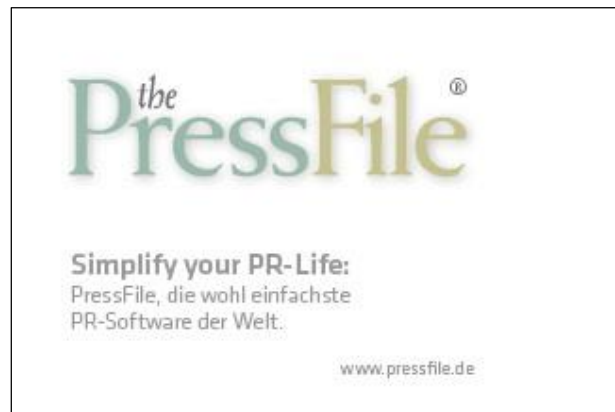 the
PressFile®
Simplify your PR-Life:
PressFile, die wohl einfachste
PR-Software der Welt.
www.pressfile.de